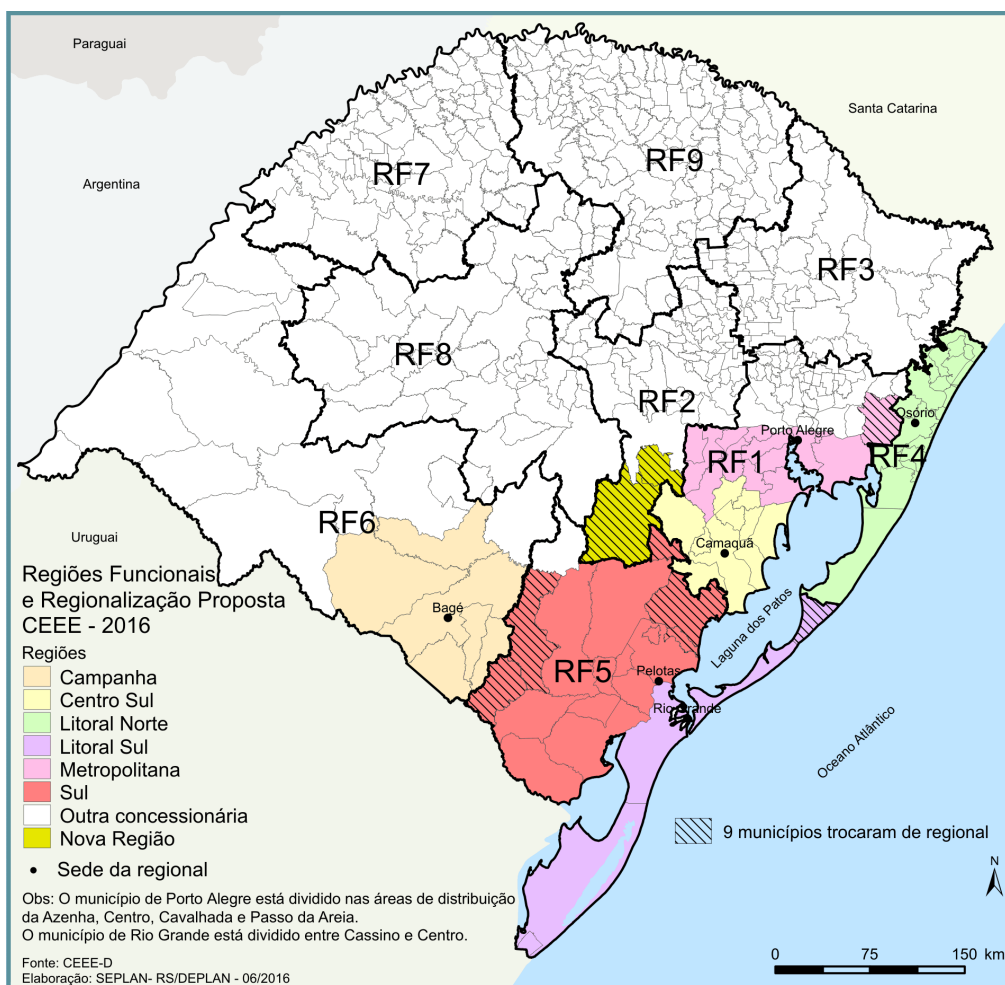 Paraguai
Santa Catarina
Argentina
RF7
RF9
RF3
RF8
RF2
Osório
Porto Alegre
RF1
RF4
RF6
Uruguai
Camaquã
Regiões Funcionais
e Regionalização Proposta
CEEE - 2016
Bagé
Laguna dos Patos
RF5
Pelotas
Rio Grande
Oceano Atlântico
Regiões
Campanha
Centro Sul
Litoral Norte
Litoral Sul
Metropolitana
Sul
Outra concessionária
Nova Região
Sede da regional
9 municípios trocaram de regional
N
Obs: O município de Porto Alegre está dividido nas áreas de distribuição
da Azenha, Centro, Cavalhada e Passo da Areia.
O município de Rio Grande está dividido entre Cassino e Centro.
0 75 150 km
Fonte: CEEE-D
Elaboração: SEPLAN- RS/DEPLAN - 06/2016